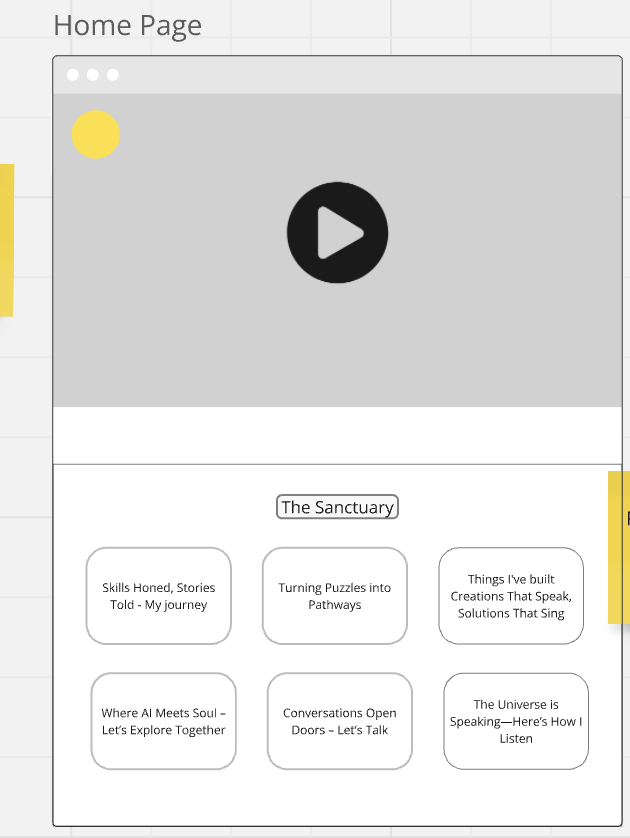 Home Page
The Sanctuary
Skills Honed, Stories
Told - My journey
Turning Puzzles into
Pathways
Things I've built
Creations That Speak,
Solutions That Sing
Where AI Meets Soul –
Let's Explore Together
Conversations Open
Doors – Let's Talk
The Universe is
Speaking—Here's How I
Listen